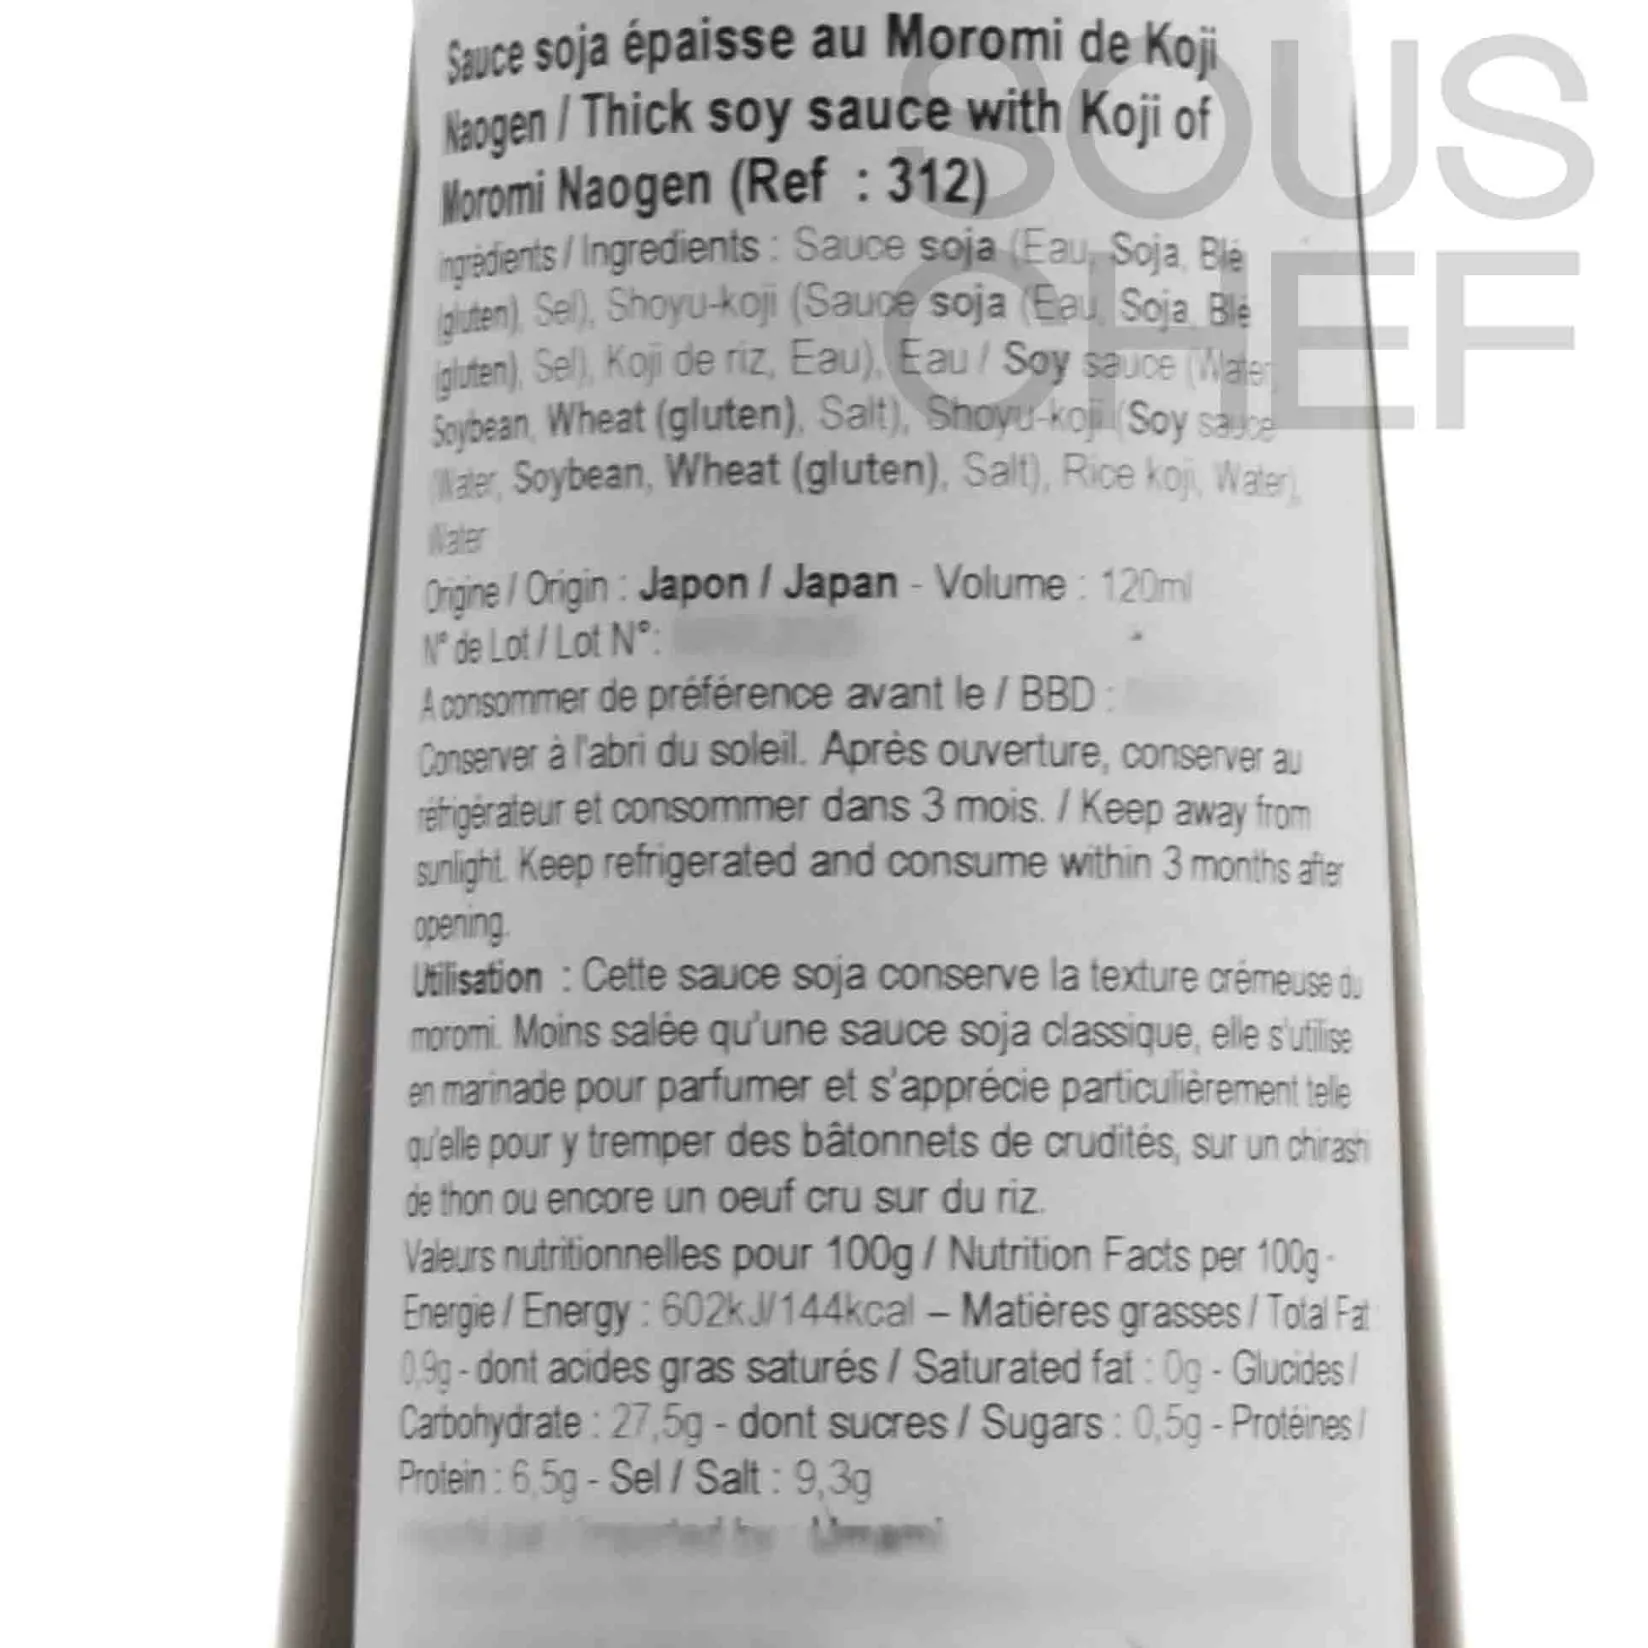 Sauce soja épaisse au Moromi de Koji
Naogen / Thick soy sauce with Koji of
Moromi Naogen (Ref : 312)
Ingrédients / Ingredients : Sauce soja (Eau, Soja, Blé
(gluten), Sel), Shoyu-koji (Sauce soja (Eau, Soja, Blé
(gluten), Sel), Koji de riz, Eau), Eau / Soy sauce (Water,
Soybean, Wheat (gluten), Salt), Shoyu-koji (Soy sauce
(Water, Soybean, Wheat (gluten), Salt), Rice koji, Water),
Water
Origine / Origin : Japon / Japan - Volume : 120ml
N° de Lot / Lot N°:
A consommer de préférence avant le / BBD :
Conserver à l'abri du soleil. Après ouverture, conserver au
réfrigérateur et consommer dans 3 mois. / Keep away from
sunlight. Keep refrigerated and consume within 3 months after
opening.
Utilisation : Cette sauce soja conserve la texture crémeuse du
moromi. Moins salée qu'une sauce soja classique, elle s'utilise
en marinade pour parfumer et s'apprécie particulièrement telle
qu'elle pour y tremper des bâtonnets de crudités, sur un chirashi
de thon ou encore un oeuf cru sur du riz.
Valeurs nutritionnelles pour 100g / Nutrition Facts per 100g -
Energie / Energy : 602kJ/144kcal – Matières grasses / Total Fat
0,9g - dont acides gras saturés / Saturated fat : 0g - Glucides /
Carbohydrate : 27,5g - dont sucres / Sugars : 0,5g - Protéines /
Protein : 6,5g - Sel / Salt : 9,3g
Imported by : Umami
SOUS
CHEF